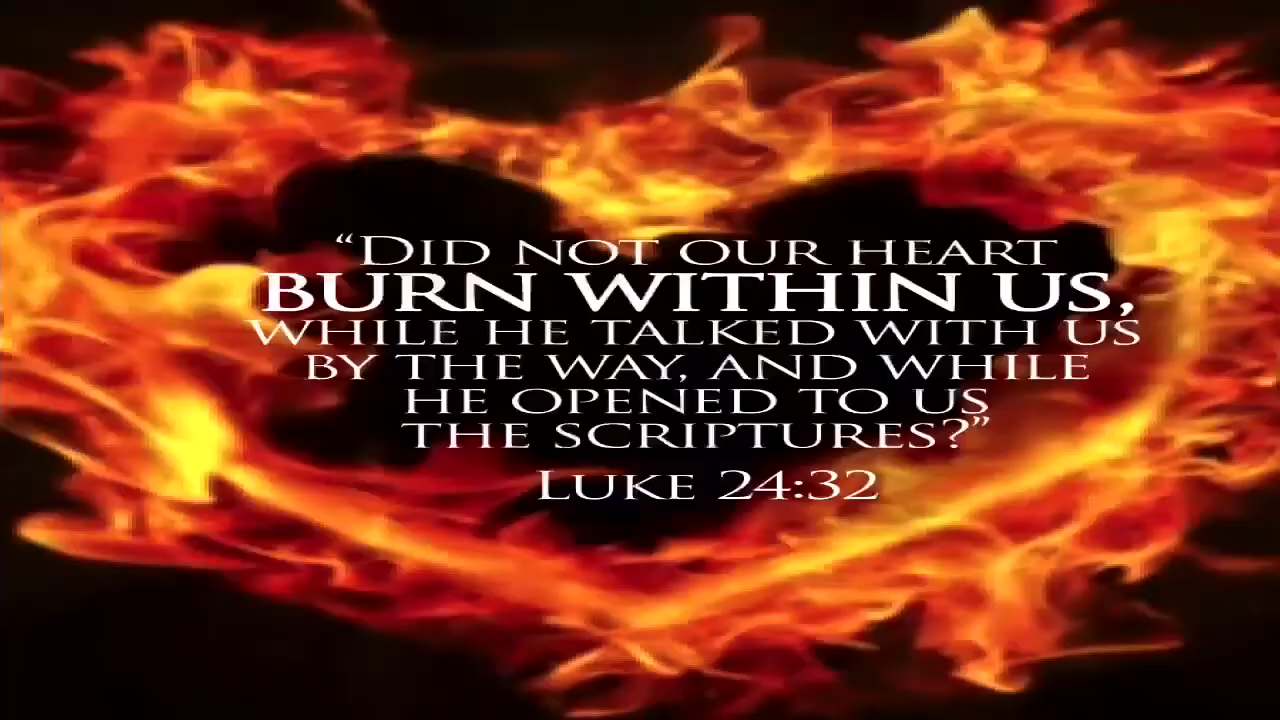 “Did not our heart
burn within us,
while He talked with us
by the way, and while
He opened to us
the Scriptures?”
Luke 24:32